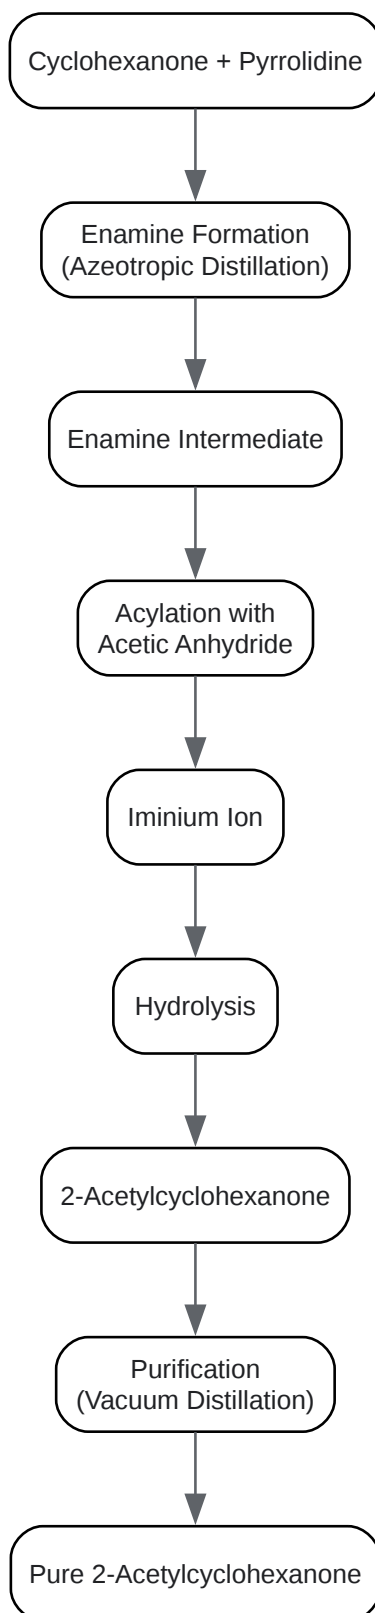 Cyclohexanone + Pyrrolidine
Enamine Formation
(Azeotropic Distillation)
Enamine Intermediate
Acylation with
Acetic Anhydride
Iminium Ion
Hydrolysis
2-Acetylcyclohexanone
Purification
(Vacuum Distillation)
Pure 2-Acetylcyclohexanone